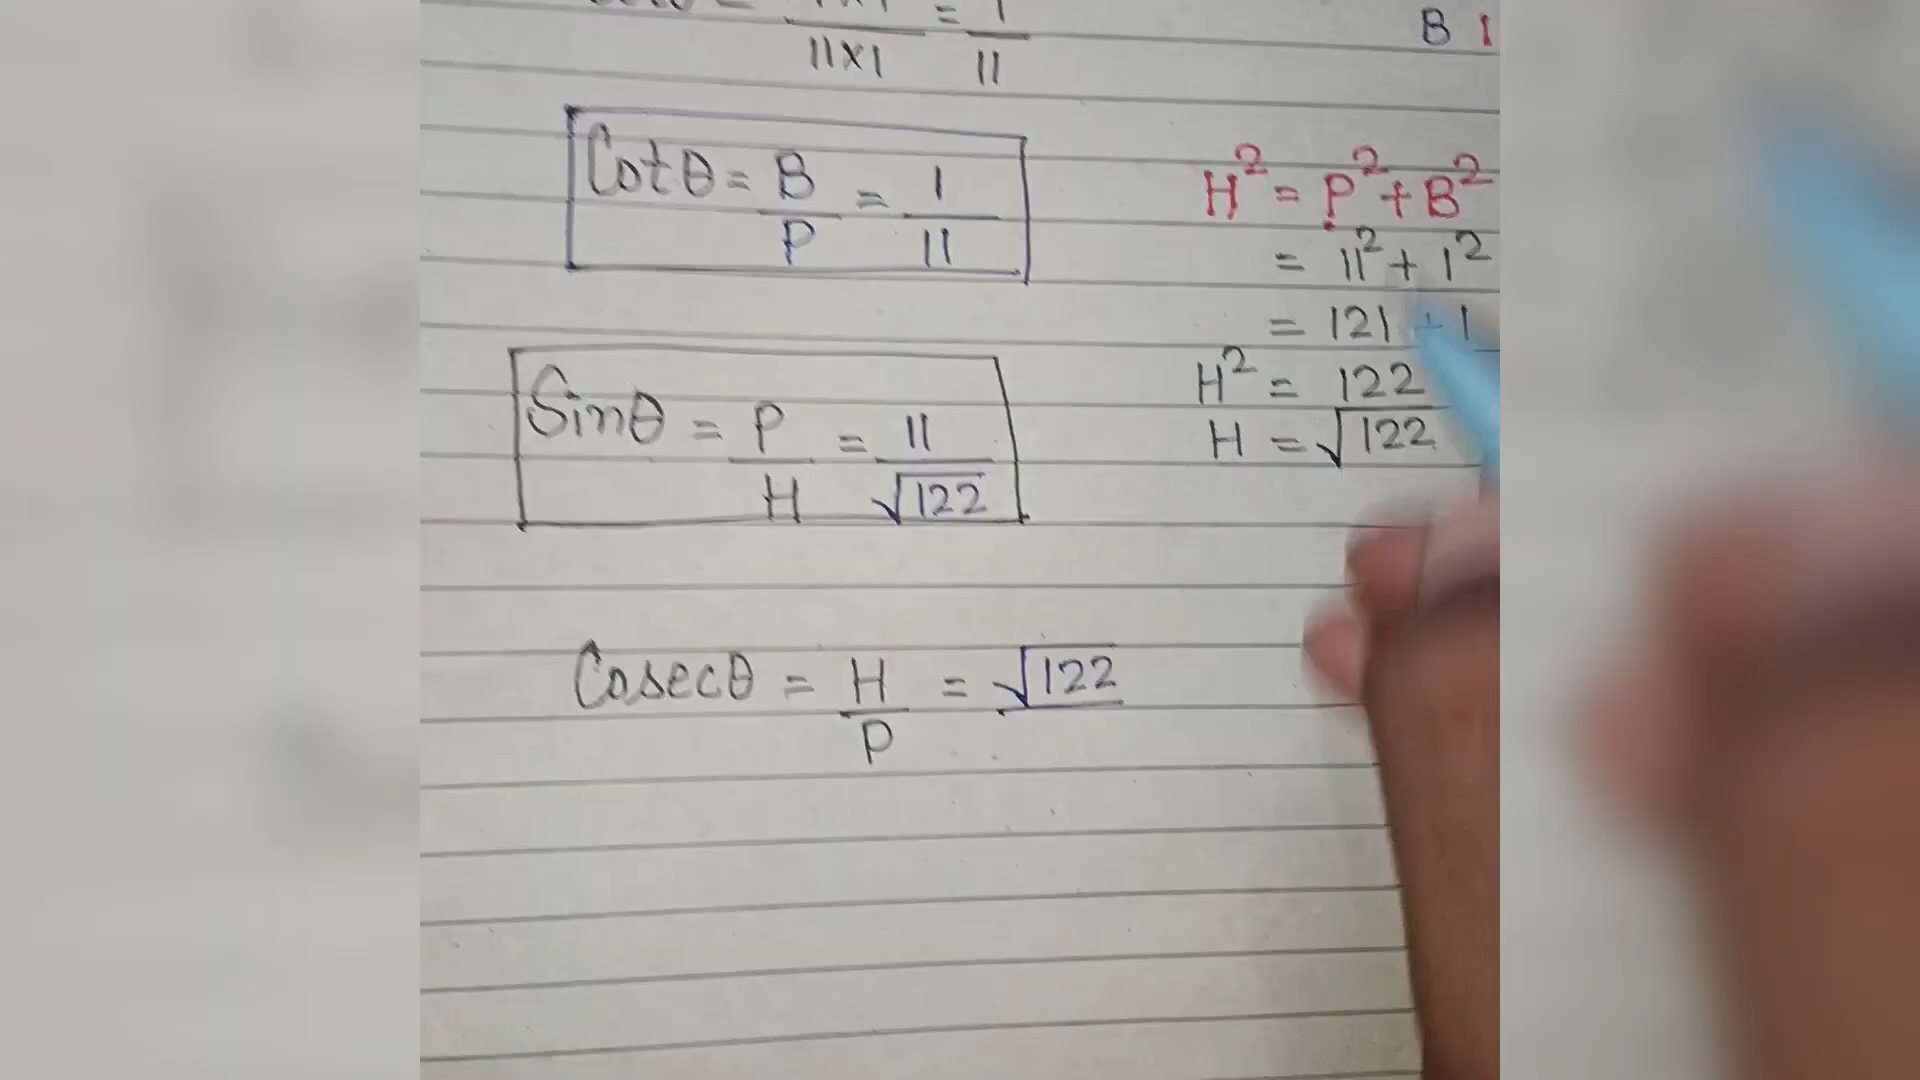 = 1
11×1 11
B 1
Cotθ = B = 1
P 11
H² = P² + B²
= 11² + 1²
= 121 + 1
H² = 122
H = √122
Sinθ = P = 11
H √122
Cosecθ = H = √122
P